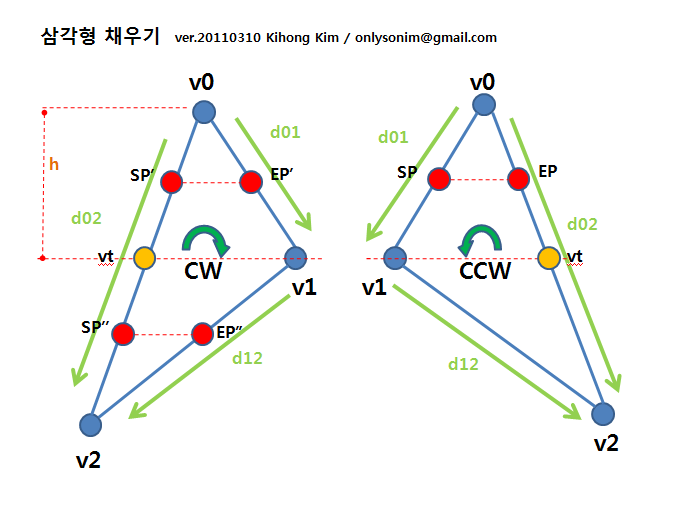 삼각형 채우기 ver.20110310 Kihong Kim / onlysonim@gmail.com
v0
v0
d01
d01
h
SP'
EP'
SP
EP
d02
d02
vt
vt
CW
CCW
v1
v1
SP''
EP''
d12
d12
v2
v2